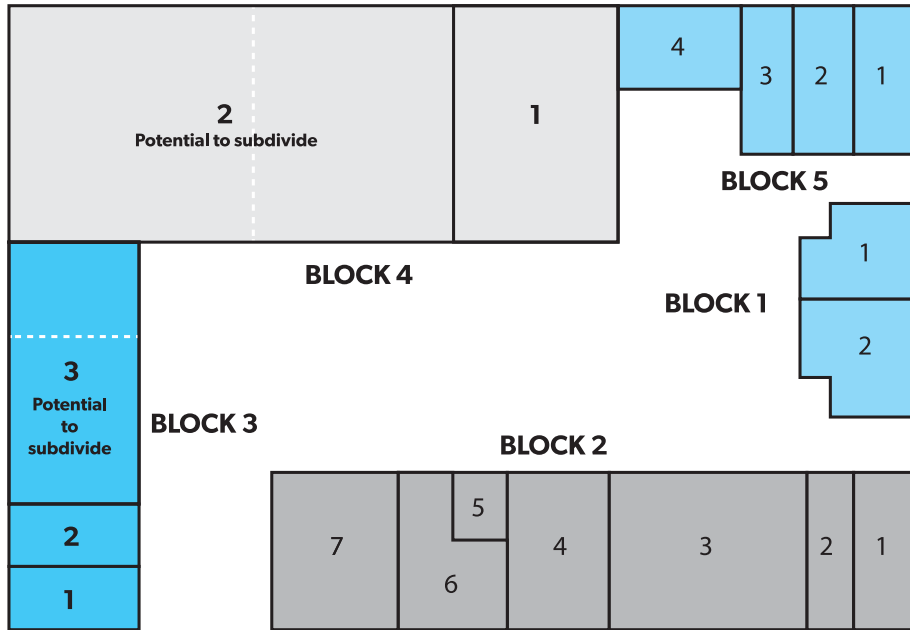 4
3
2
1
2
Potential to subdivide
1
BLOCK 5
BLOCK 4
1
BLOCK 1
2
3
Potential
to
subdivide
BLOCK 3
BLOCK 2
2
1
7
6
5
4
3
2
1